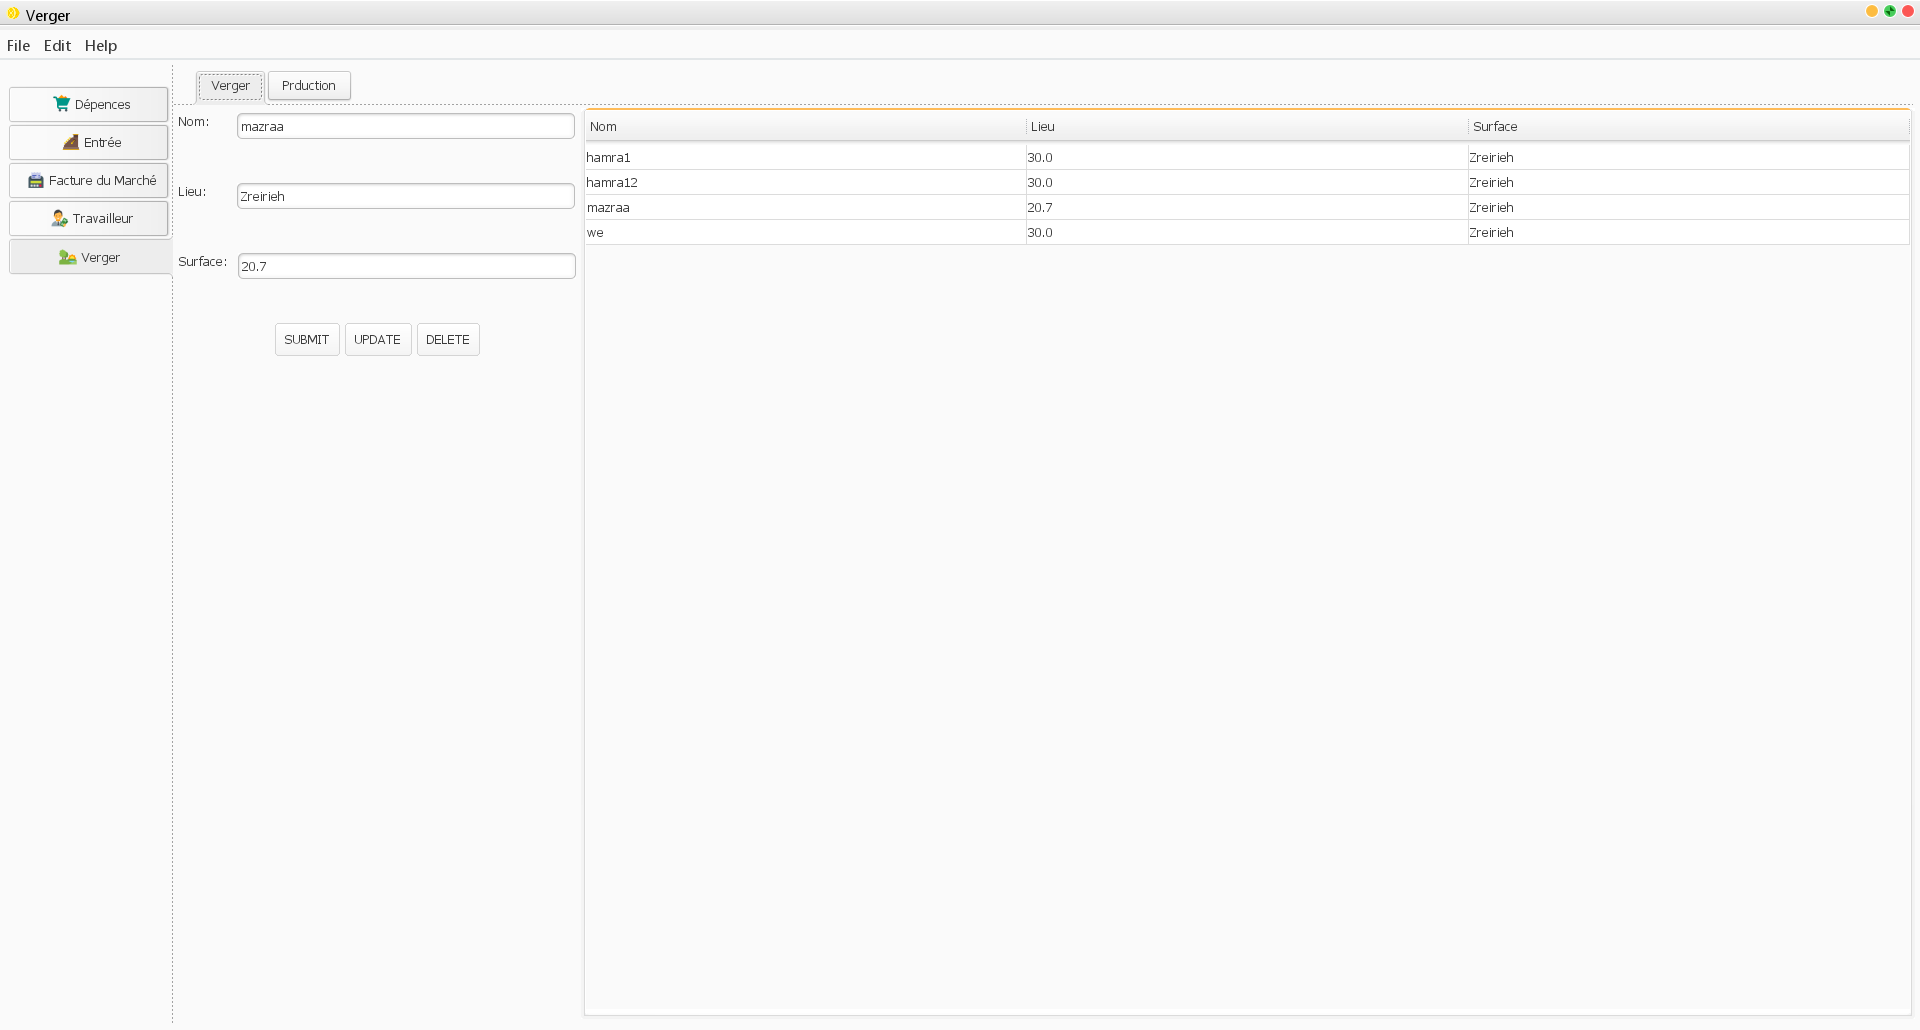 Verger
File Edit Help
Dépences
Entrée
Facture du Marché
Travailleur
Verger
Verger Prduction
Nom: mazraa
Lieu: Zreirieh
Surface: 20.7
SUBMIT UPDATE DELETE
Nom Lieu Surface
hamra1 30.0 Zreirieh
hamra12 30.0 Zreirieh
mazraa 20.7 Zreirieh
we 30.0 Zreirieh